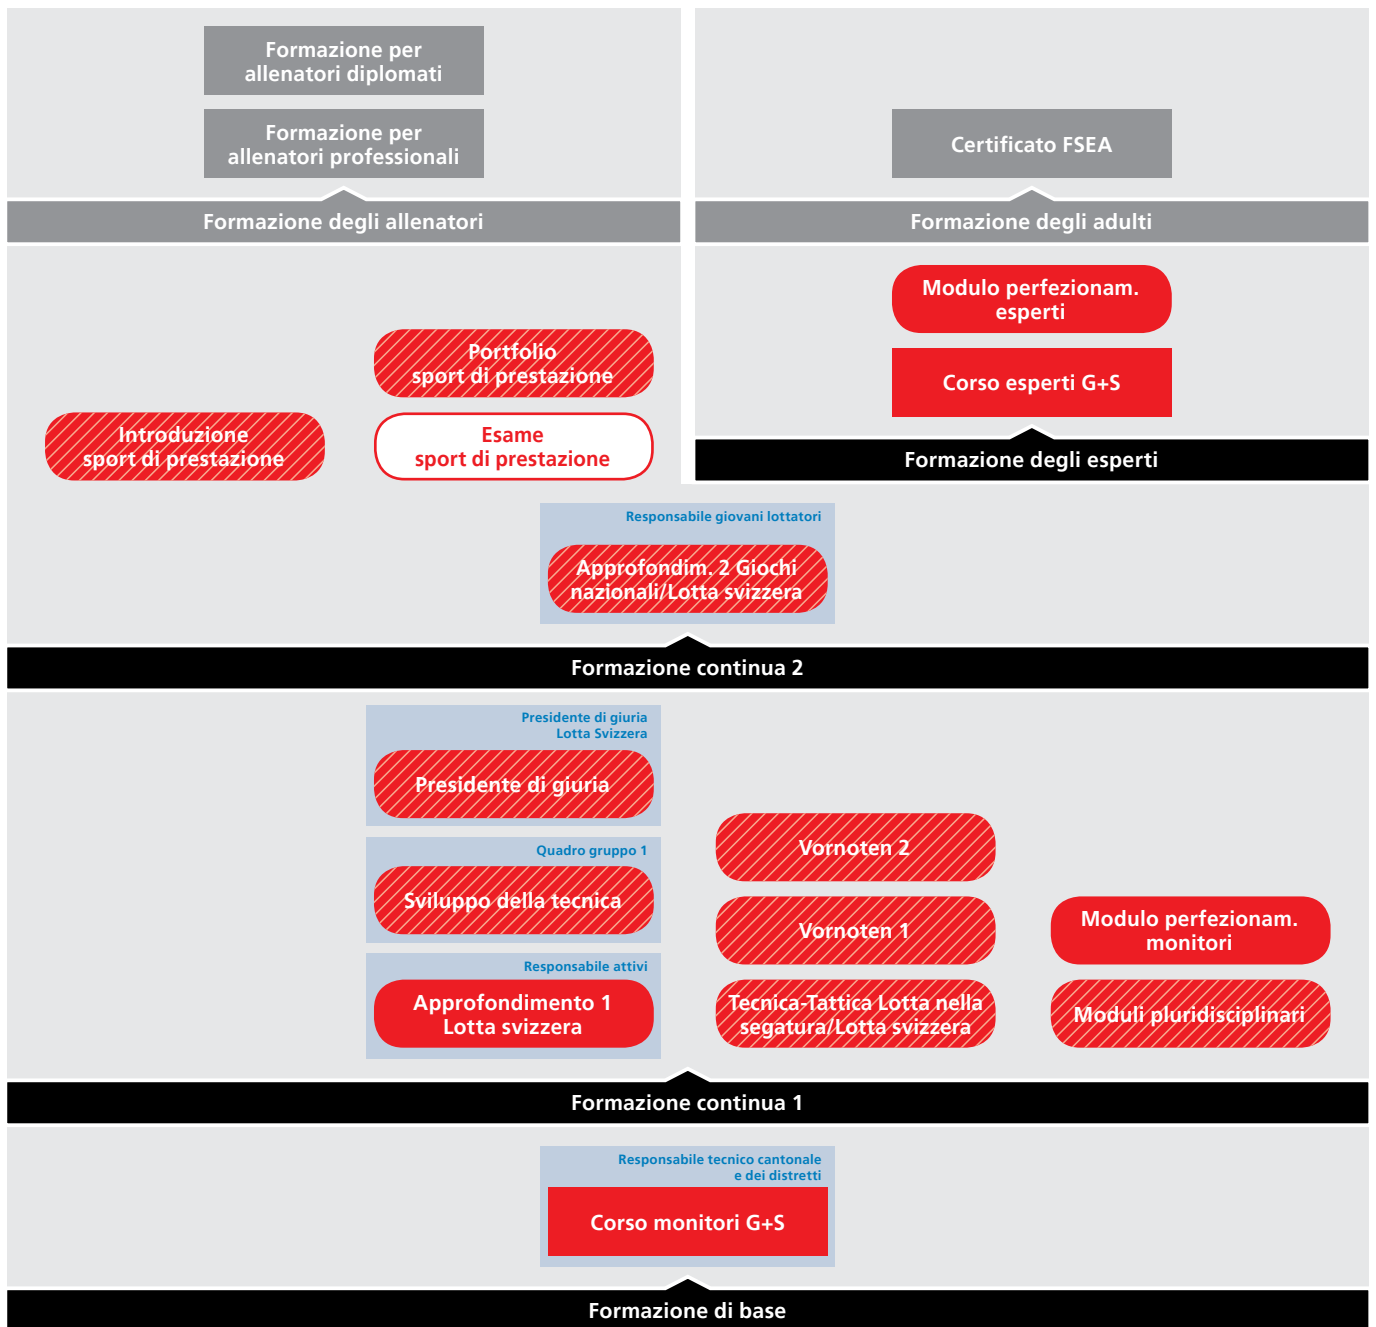 Formazione per
allenatori diplomati
Formazione per
allenatori professionali
Formazione degli allenatori
Certificato FSEA
Formazione degli adulti
Modulo perfezionam.
esperti
Corso esperti G+S
Formazione degli esperti
Portfolio
sport di prestazione
Introduzione
sport di prestazione
Esame
sport di prestazione
Responsabile giovani lottatori
Approfondim. 2 Giochi
nazionali/Lotta svizzera
Formazione continua 2
Presidente di giuria
Lotta Svizzera
Presidente di giuria
Quadro gruppo 1
Sviluppo della tecnica
Responsabile attivi
Approfondimento 1
Lotta svizzera
Vornoten 2
Vornoten 1
Tecnica-Tattica Lotta nella
segatura/Lotta svizzera
Modulo perfezionam.
monitori
Moduli pluridisciplinari
Formazione continua 1
Responsabile tecnico cantonale
e dei distretti
Corso monitori G+S
Formazione di base